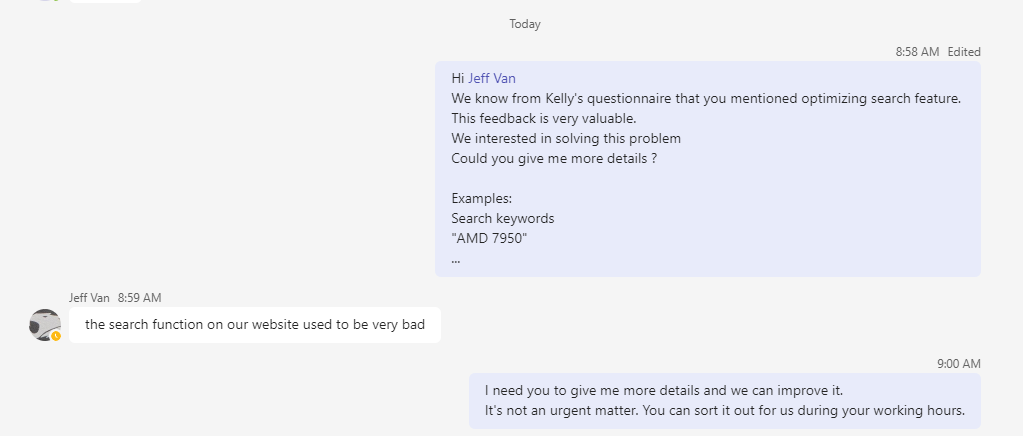 Today
8:58 AM Edited
Hi Jeff Van
We know from Kelly's questionnaire that you mentioned optimizing search feature.
This feedback is very valuable.
We interested in solving this problem
Could you give me more details ?
Examples:
Search keywords
"AMD 7950"
...
Jeff Van 8:59 AM
the search function on our website used to be very bad
9:00 AM
I need you to give me more details and we can improve it.
It's not an urgent matter. You can sort it out for us during your working hours.